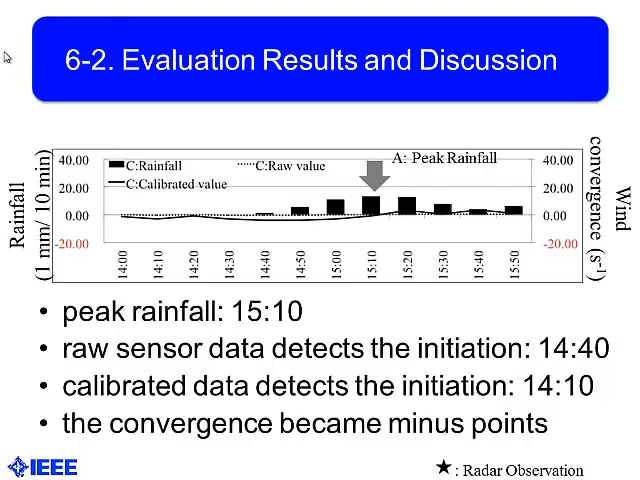 6-2. Evaluation Results and Discussion
Rainfall
(1 mm/ 10 min)
40.00
20.00
0.00
-20.00
C:Rainfall
C:Raw value
C:Calibrated value
A: Peak Rainfall
14:00
14:10
14:20
14:30
14:40
14:50
15:00
15:10
15:20
15:30
15:40
15:50
40.00
20.00
0.00
-20.00
Wind
convergence (s-1)
• peak rainfall: 15:10
• raw sensor data detects the initiation: 14:40
• calibrated data detects the initiation: 14:10
• the convergence became minus points
IEEE
★: Radar Observation